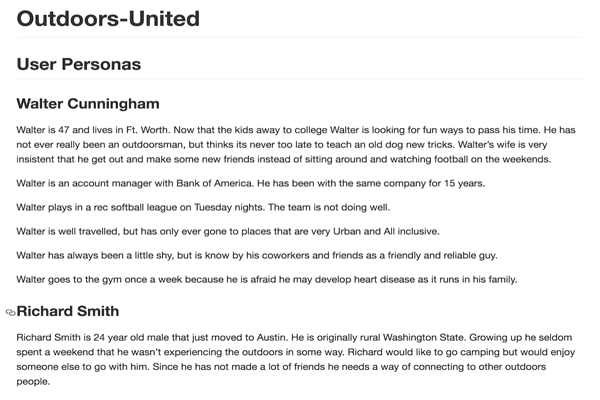 Outdoors-United
User Personas
Walter Cunningham
Walter is 47 and lives in Ft. Worth. Now that the kids away to college Walter is looking for fun ways to pass his time. He has
not ever really been an outdoorsman, but thinks its never too late to teach an old dog new tricks. Walter's wife is very
insistent that he get out and make some new friends instead of sitting around and watching football on the weekends.
Walter is an account manager with Bank of America. He has been with the same company for 15 years.
Walter plays in a rec softball league on Tuesday nights. The team is not doing well.
Walter is well travelled, but has only ever gone to places that are very Urban and All inclusive.
Walter has always been a little shy, but is know by his coworkers and friends as a friendly and reliable guy.
Walter goes to the gym once a week because he is afraid he may develop heart disease as it runs in his family.
Richard Smith
Richard Smith is 24 year old male that just moved to Austin. He is originally rural Washington State. Growing up he seldom
spent a weekend that he wasn't experiencing the outdoors in some way. Richard would like to go camping but would enjoy
someone else to go with him. Since he has not made a lot of friends he needs a way of connecting to other outdoors
people.